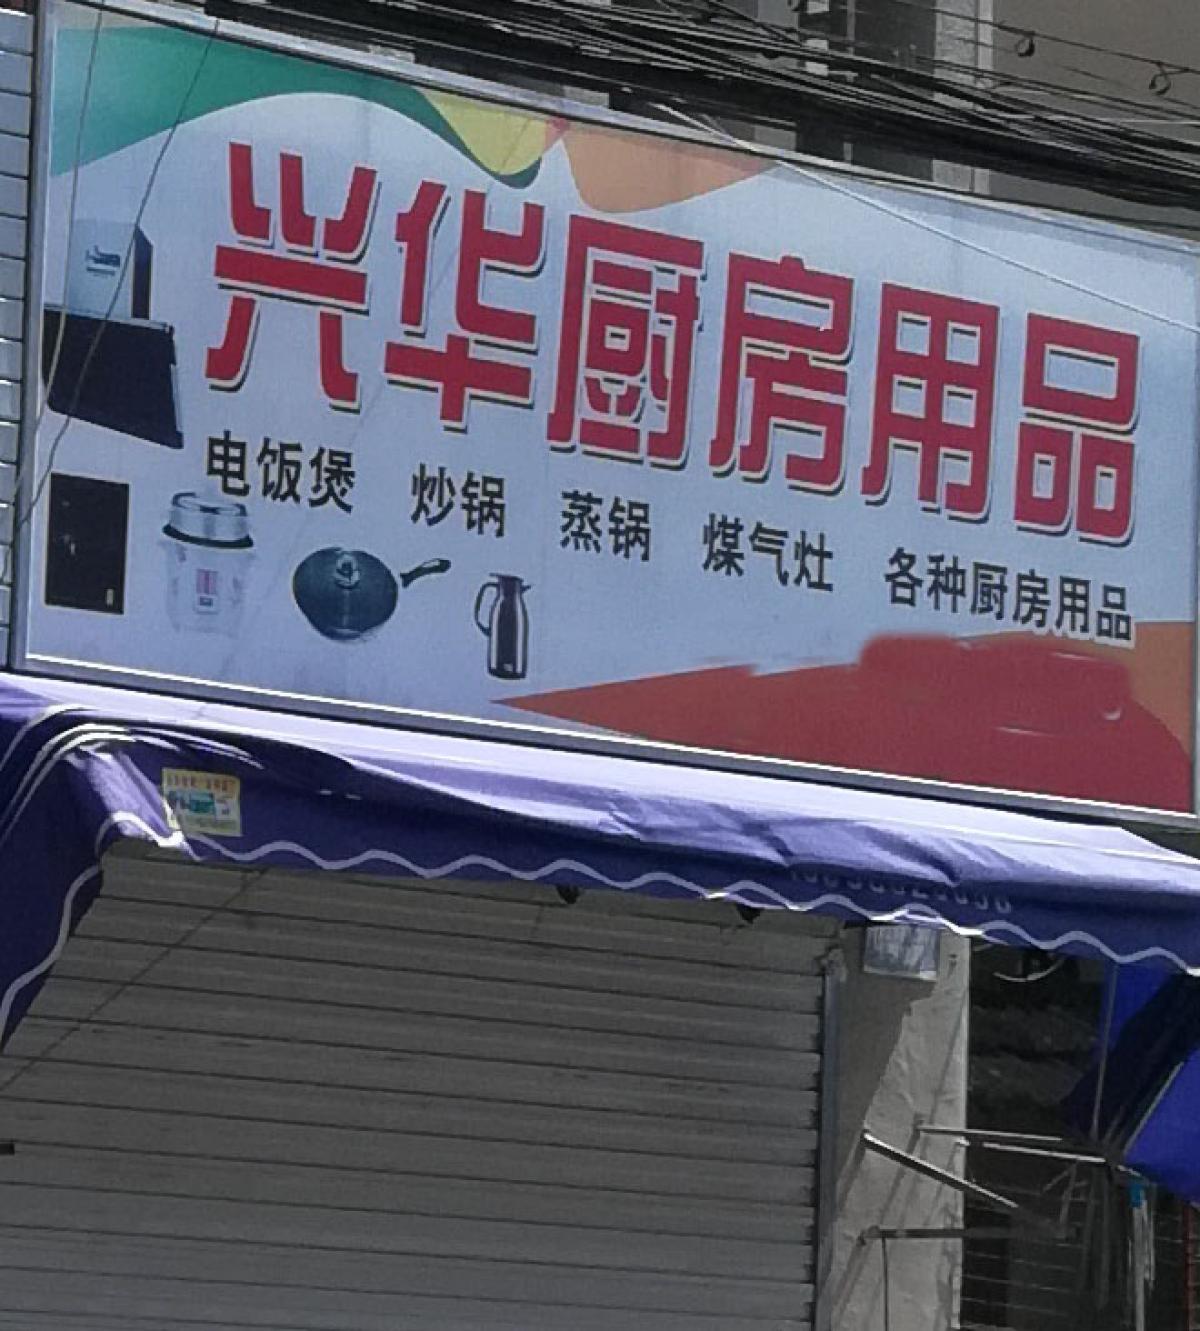 兴华厨房用品
电饭煲 炒锅 蒸锅 煤气灶 各种厨房用品